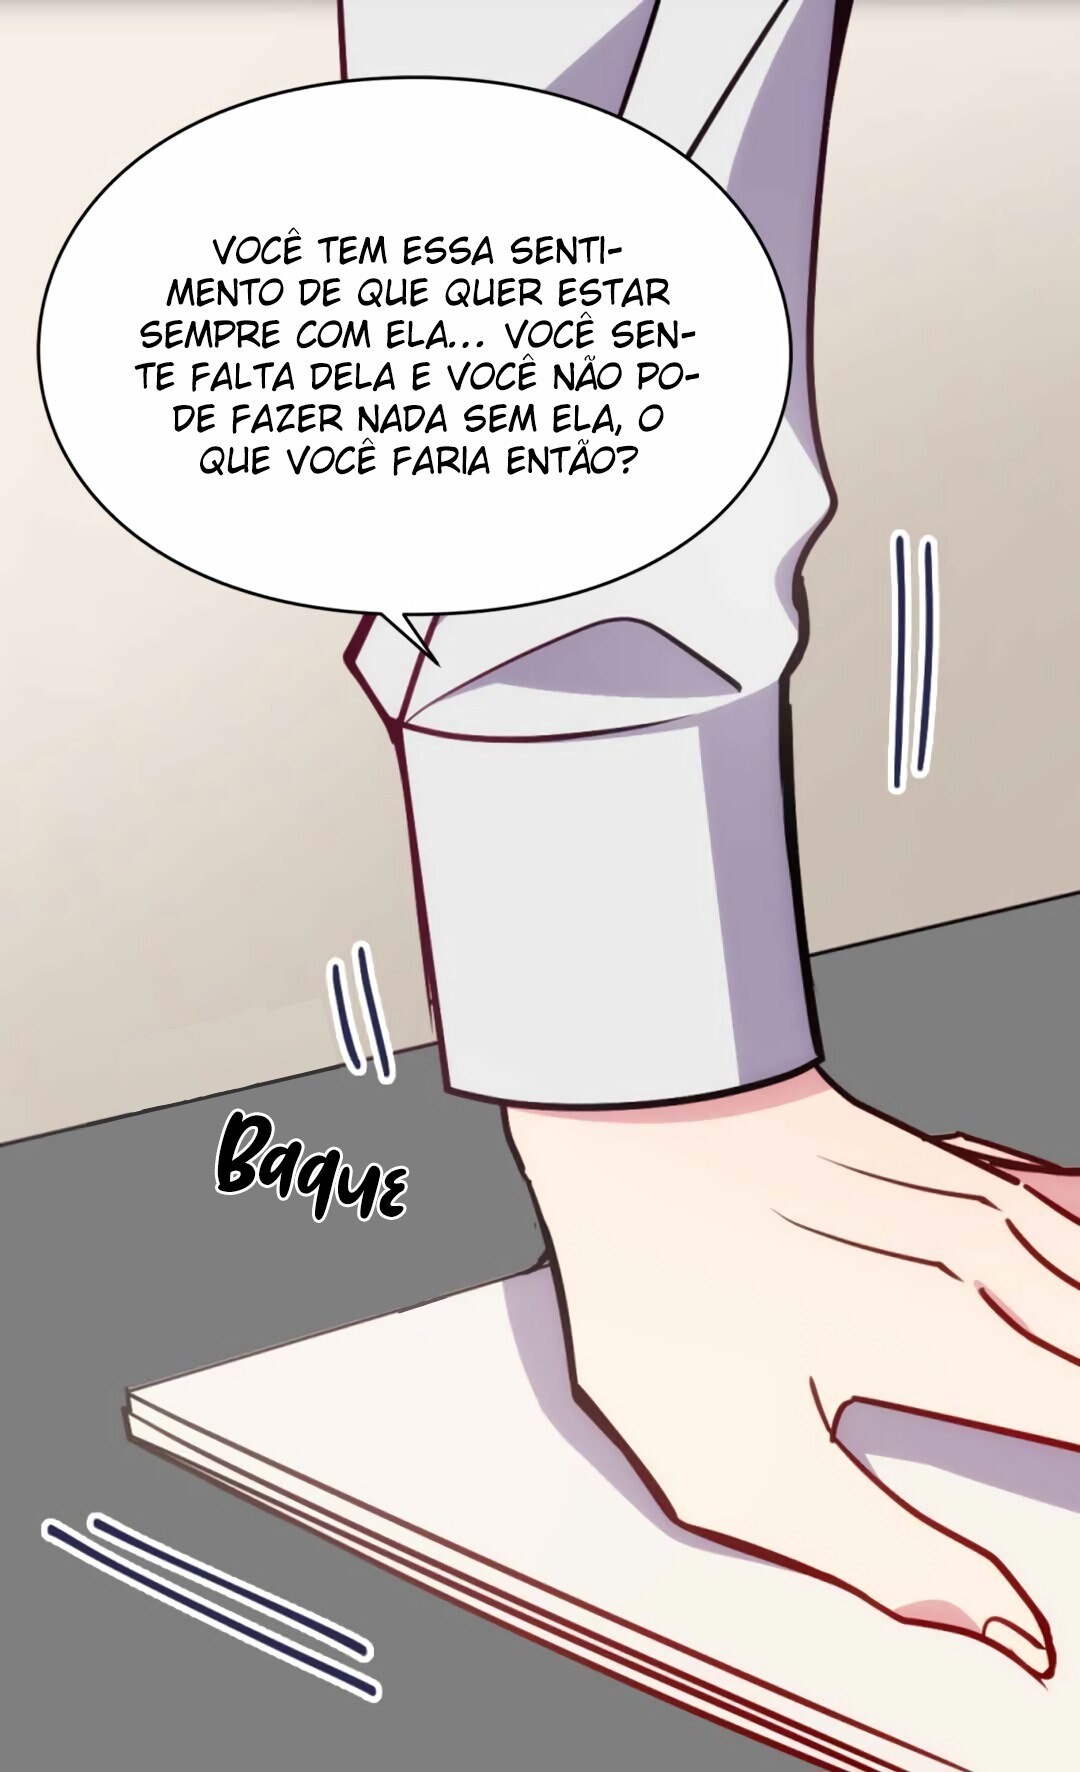 VOCÊ TEM ESSA SENTI-
MENTO DE QUE QUER ESTAR
SEMPRE COM ELA... VOCÊ SEN-
TE FALTA DELA E VOCÊ NÃO PO-
DE FAZER NADA SEM ELA, O
QUE VOCÊ FARIA ENTÃO?
Baque